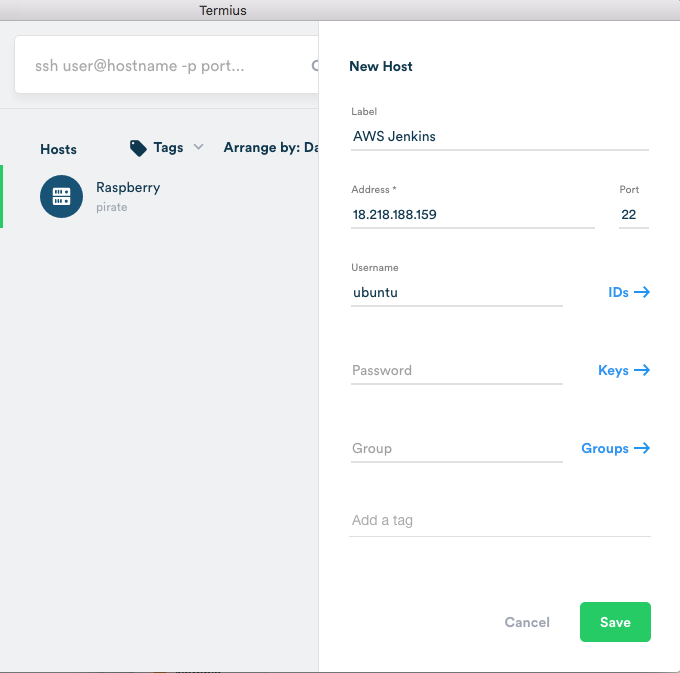 Termius
ssh user@hostname -p port...
Hosts
Tags
Arrange by:
Raspberry
pirate
New Host
Label
AWS Jenkins
Address *
Port
18.218.188.159
22
Username
ubuntu
IDs →
Password
Keys →
Group
Groups →
Add a tag
Cancel
Save